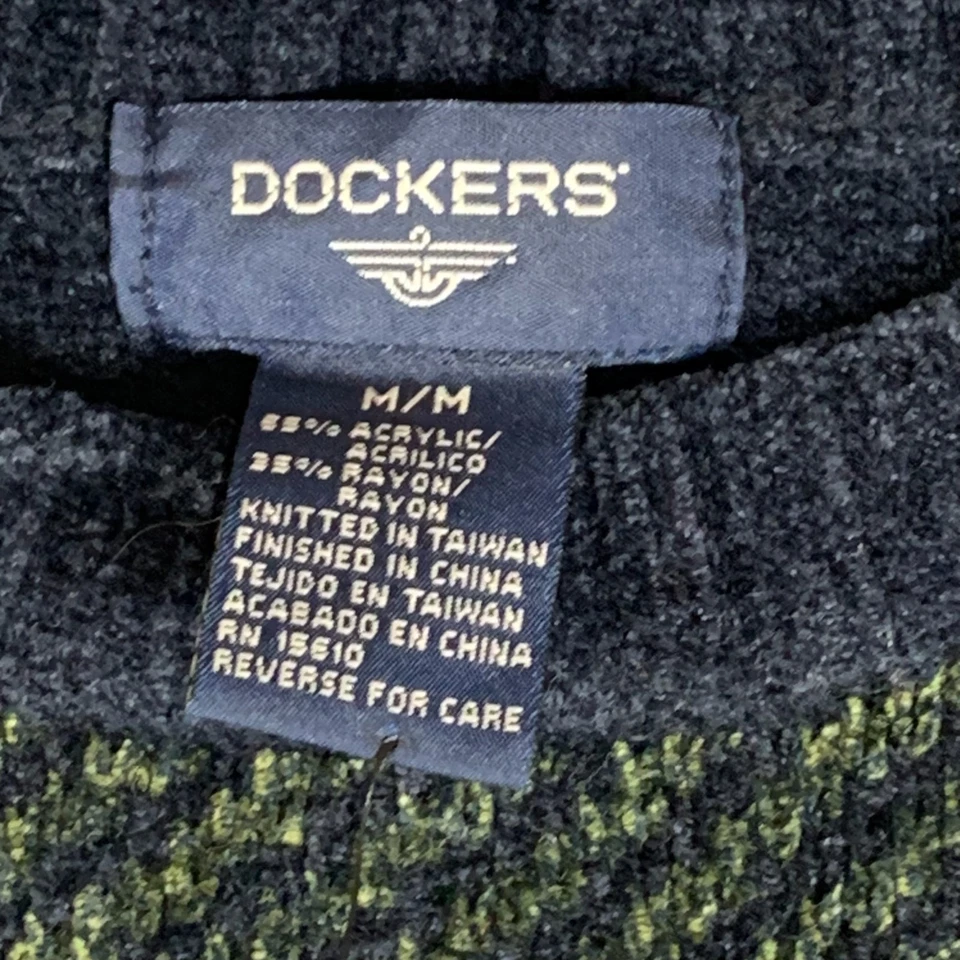 DOCKERS
M/M
65% ACRYLIC/
ACRILICO
35% RAYON/
RAYON
KNITTED IN TAIWAN
FINISHED IN CHINA
TEJIDO EN TAIWAN
ACABADO EN CHINA
RN 15610
REVERSE FOR CARE